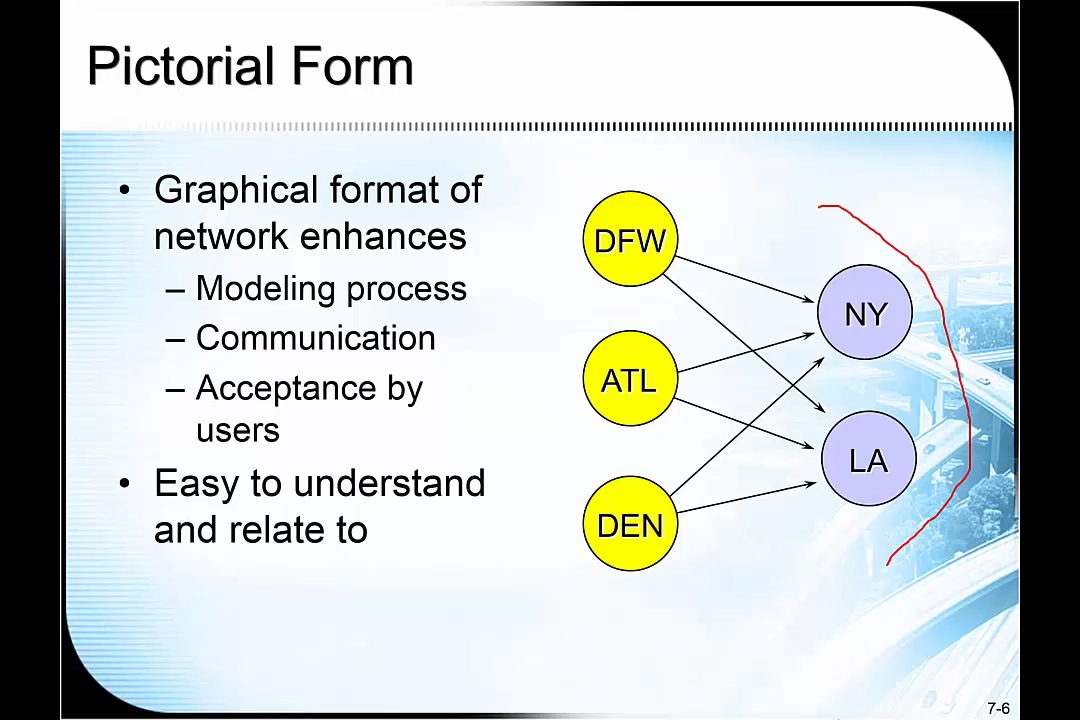 Pictorial Form
• Graphical format of
network enhances
– Modeling process
– Communication
– Acceptance by
users
• Easy to understand
and relate to
DFW
NY
ATL
LA
DEN
7-6